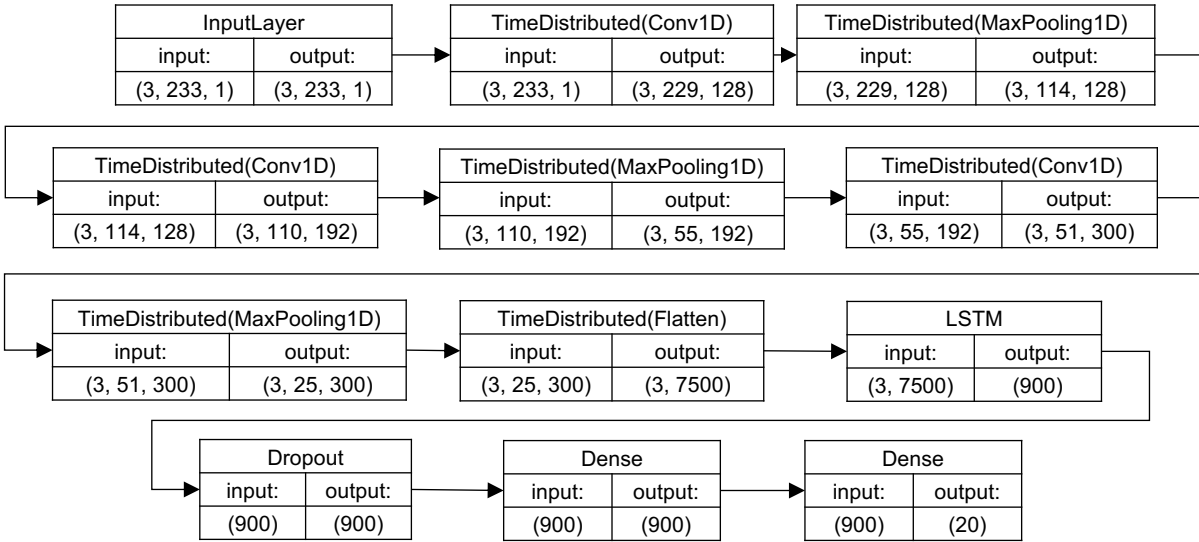 InputLayer
input: output:
(3, 233, 1) (3, 233, 1)
TimeDistributed(Conv1D)
input: output:
(3, 233, 1) (3, 229, 128)
TimeDistributed(MaxPooling1D)
input: output:
(3, 229, 128) (3, 114, 128)
TimeDistributed(Conv1D)
input: output:
(3, 114, 128) (3, 110, 192)
TimeDistributed(MaxPooling1D)
input: output:
(3, 110, 192) (3, 55, 192)
TimeDistributed(Conv1D)
input: output:
(3, 55, 192) (3, 51, 300)
TimeDistributed(MaxPooling1D)
input: output:
(3, 51, 300) (3, 25, 300)
TimeDistributed(Flatten)
input: output:
(3, 25, 300) (3, 7500)
LSTM
input: output:
(3, 7500) (900)
Dropout
input: output:
(900) (900)
Dense
input: output:
(900) (900)
Dense
input: output:
(900) (20)